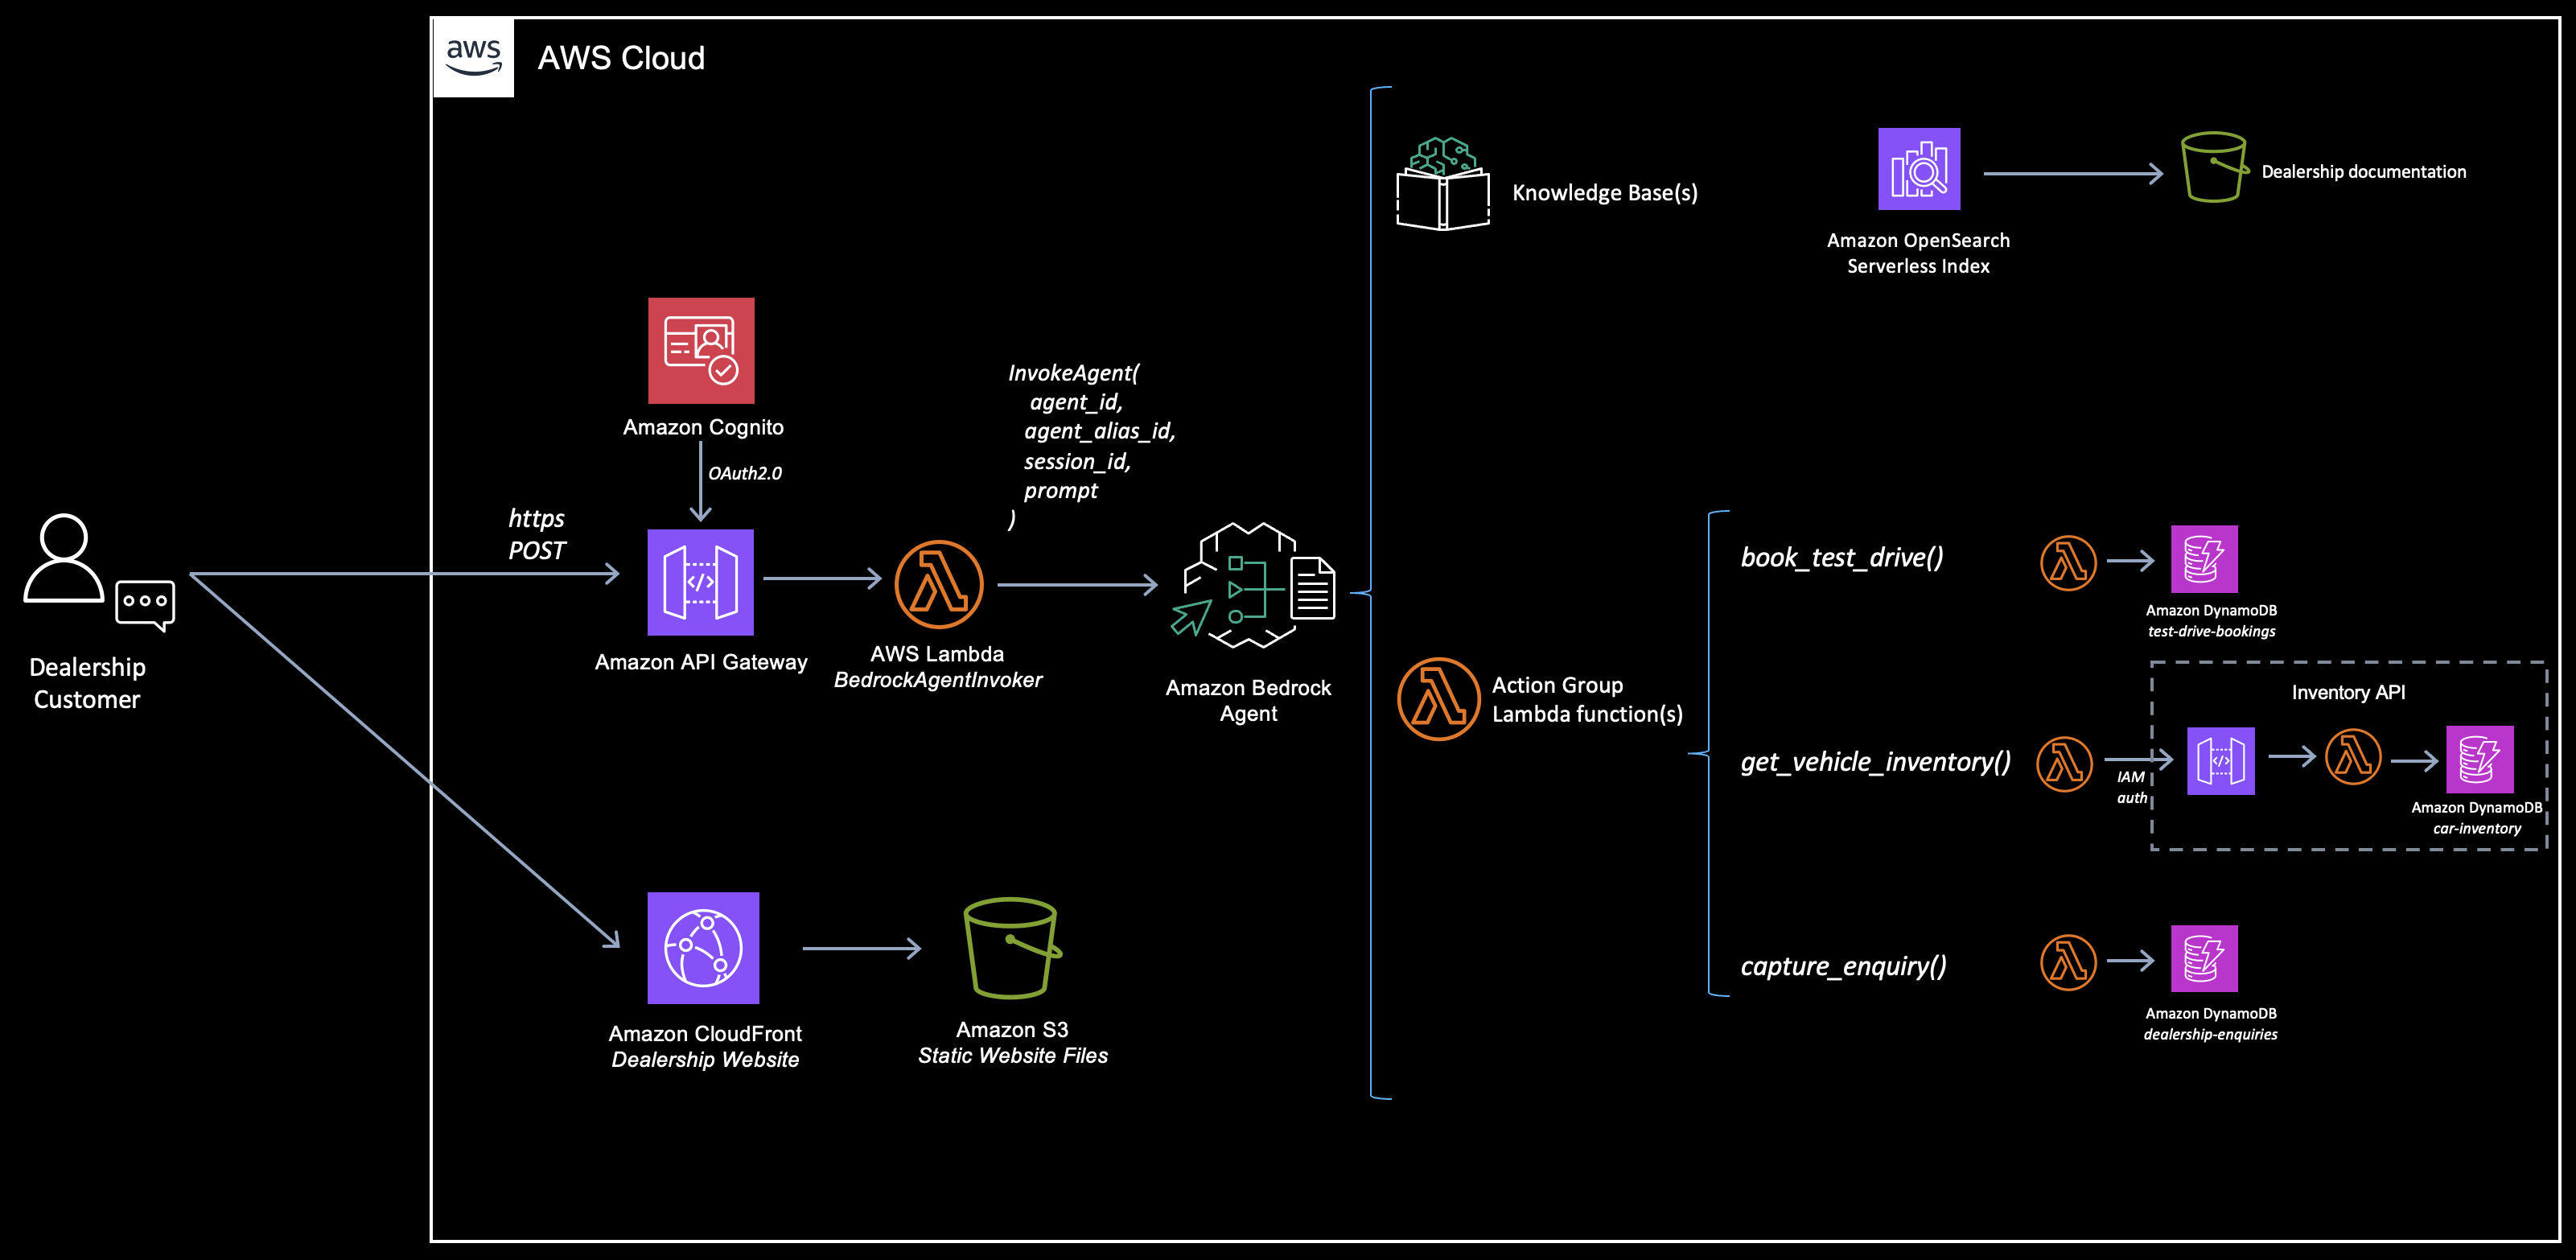 aws
AWS Cloud
Knowledge Base(s)
Amazon OpenSearch
Serverless Index
Dealership documentation
Amazon Cognito
OAuth2.0
InvokeAgent(
agent_id,
agent_alias_id,
session_id,
prompt
)
https
POST
Dealership
Customer
Amazon API Gateway
AWS Lambda
BedrockAgentInvoker
Amazon Bedrock
Agent
Action Group
Lambda function(s)
book_test_drive()
Amazon DynamoDB
test-drive-bookings
get_vehicle_inventory()
IAM
auth
Inventory API
Amazon DynamoDB
car-inventory
capture_enquiry()
Amazon DynamoDB
dealership-enquiries
Amazon CloudFront
Dealership Website
Amazon S3
Static Website Files